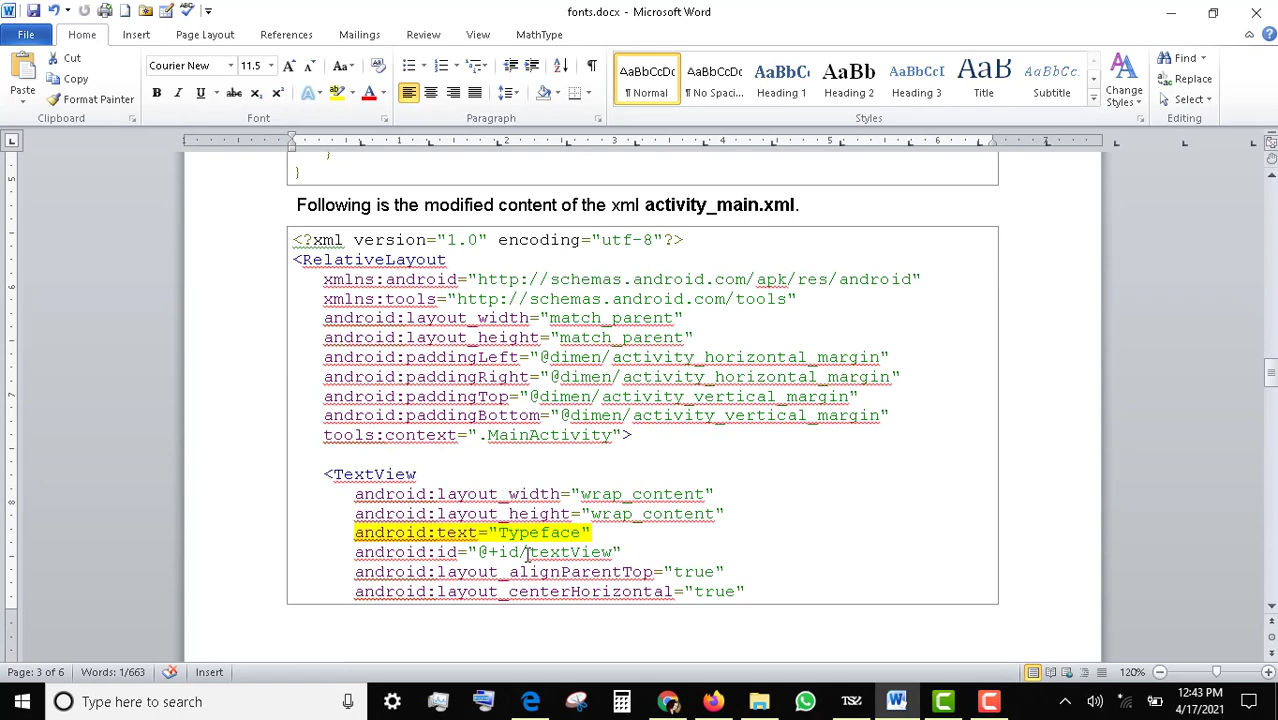 fonts.docx - Microsoft Word
File Home Insert Page Layout References Mailings Review View MathType
Paste
Cut
Copy
Format Painter
Clipboard
Courier New 11.5
Font
Paragraph
AaBbCcDc AaBbCcDc AaBbC AaBb AaBbCcI AaB AaBbCcDc
¶ Normal ¶ No Spaci... Heading 1 Heading 2 Heading 3 Title Subtitle
Styles
Change
Styles
Find
Replace
Select
Editing
}
}
Following is the modified content of the xml activity_main.xml.
<?xml version="1.0" encoding="utf-8"?>
<RelativeLayout
xmlns:android="http://schemas.android.com/apk/res/android"
xmlns:tools="http://schemas.android.com/tools"
android:layout_width="match_parent"
android:layout_height="match_parent"
android:paddingLeft="@dimen/activity_horizontal_margin"
android:paddingRight="@dimen/activity_horizontal_margin"
android:paddingTop="@dimen/activity_vertical_margin"
android:paddingBottom="@dimen/activity_vertical_margin"
tools:context=".MainActivity">
<TextView
android:layout_width="wrap_content"
android:layout_height="wrap_content"
android:text="Typeface"
android:id="@+id/textView"
android:layout_alignParentTop="true"
android:layout_centerHorizontal="true"
Page: 3 of 6 Words: 1/663 Insert 120%
Type here to search
12:43 PM
4/17/2021